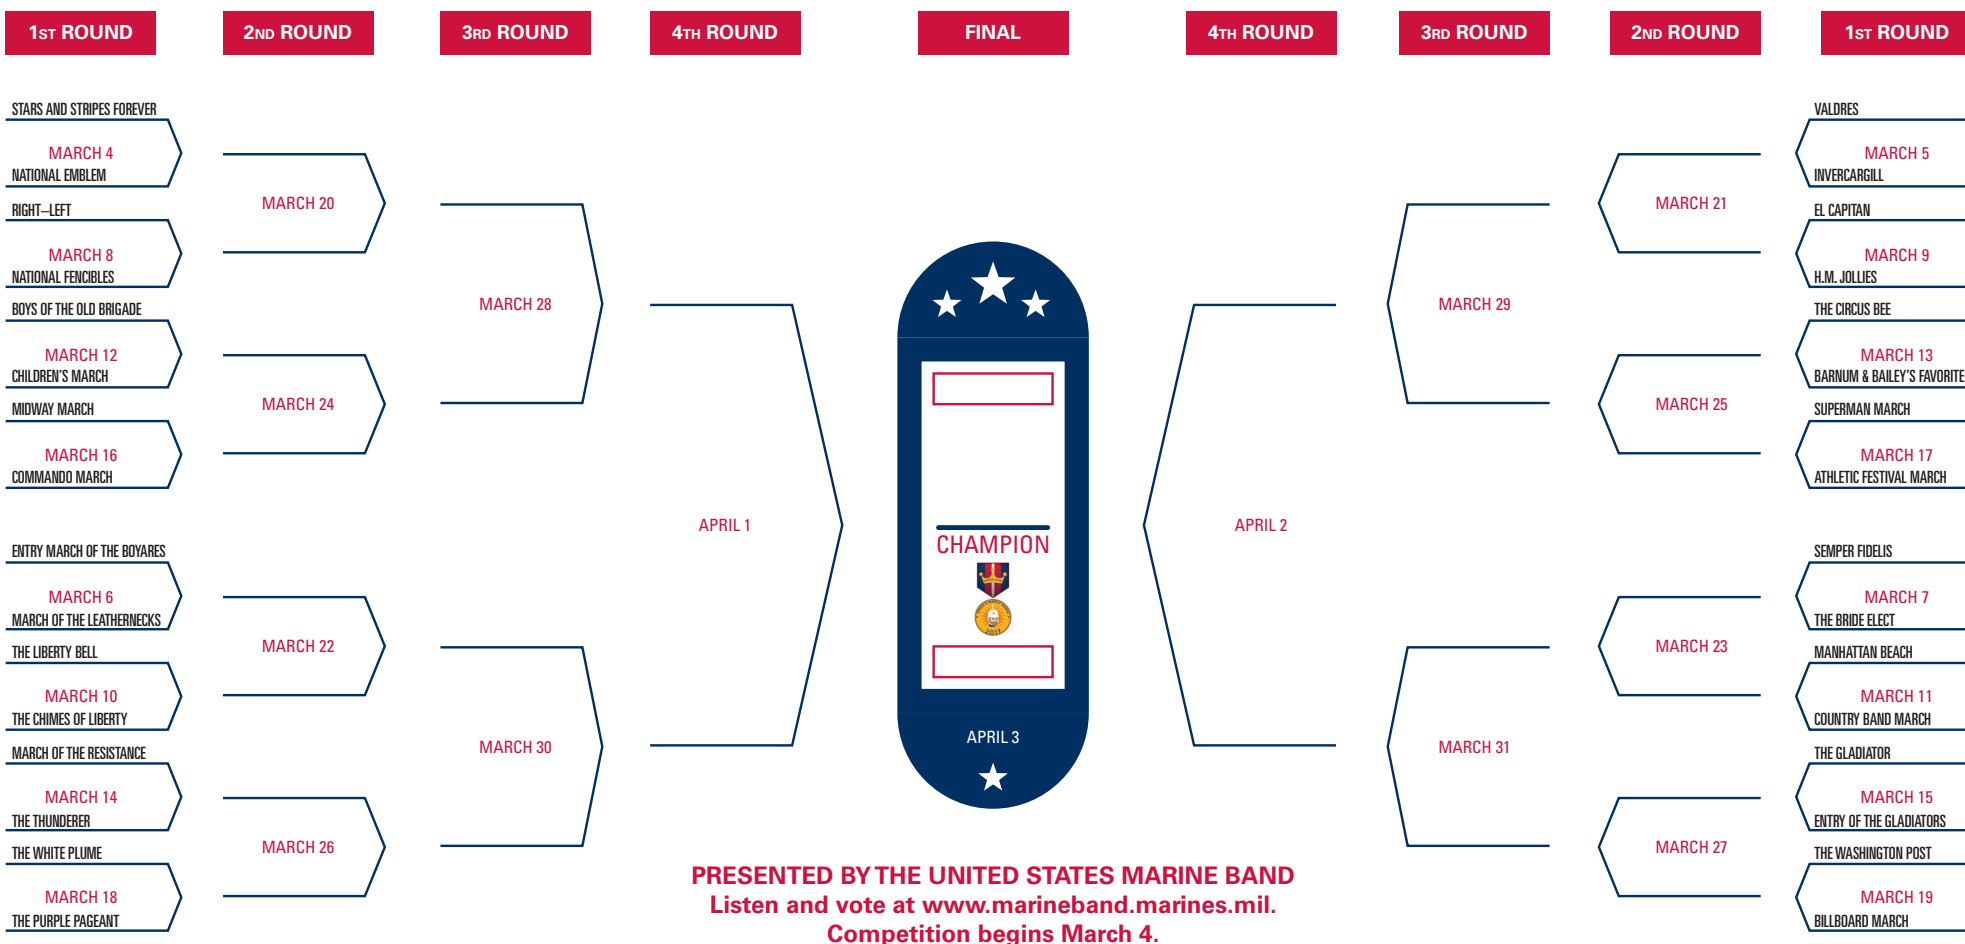 1ST ROUND
2ND ROUND
3RD ROUND
4TH ROUND
FINAL
4TH ROUND
3RD ROUND
2ND ROUND
1ST ROUND
STARS AND STRIPES FOREVER
MARCH 4
NATIONAL EMBLEM
RIGHT–LEFT
MARCH 8
NATIONAL FENCIBLES
BOYS OF THE OLD BRIGADE
MARCH 12
CHILDREN'S MARCH
MIDWAY MARCH
MARCH 16
COMMANDO MARCH
ENTRY MARCH OF THE BOYARES
MARCH 6
MARCH OF THE LEATHERNECKS
THE LIBERTY BELL
MARCH 10
THE CHIMES OF LIBERTY
MARCH OF THE RESISTANCE
MARCH 14
THE THUNDERER
THE WHITE PLUME
MARCH 18
THE PURPLE PAGEANT
MARCH 20
MARCH 24
MARCH 22
MARCH 26
MARCH 28
MARCH 30
APRIL 1
CHAMPION
2017
APRIL 3
APRIL 2
MARCH 29
MARCH 31
MARCH 21
MARCH 25
MARCH 23
MARCH 27
VALDRES
MARCH 5
INVERCARGILL
EL CAPITAN
MARCH 9
H.M. JOLLIES
THE CIRCUS BEE
MARCH 13
BARNUM & BAILEY'S FAVORITE
SUPERMAN MARCH
MARCH 17
ATHLETIC FESTIVAL MARCH
SEMPER FIDELIS
MARCH 7
THE BRIDE ELECT
MANHATTAN BEACH
MARCH 11
COUNTRY BAND MARCH
THE GLADIATOR
MARCH 15
ENTRY OF THE GLADIATORS
THE WASHINGTON POST
MARCH 19
BILLBOARD MARCH
PRESENTED BY THE UNITED STATES MARINE BAND
Listen and vote at www.marineband.marines.mil.
Competition begins March 4.